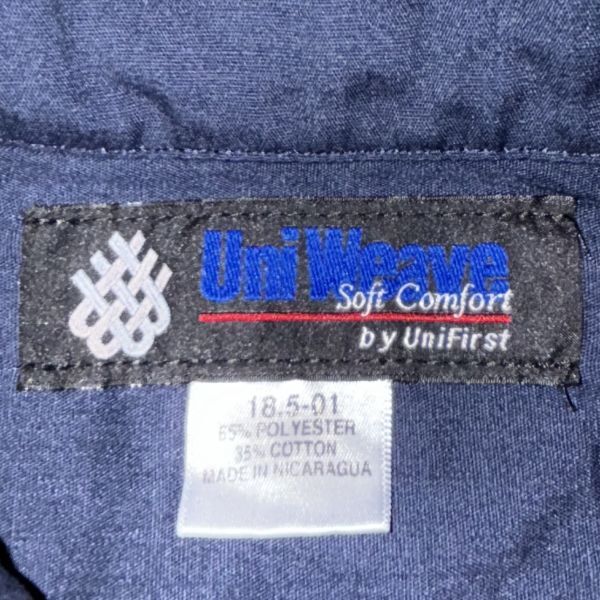 Uni Weave
Soft Comfort
by UniFirst
18.5-01
65% POLYESTER
35% COTTON
MADE IN NICARAGUA